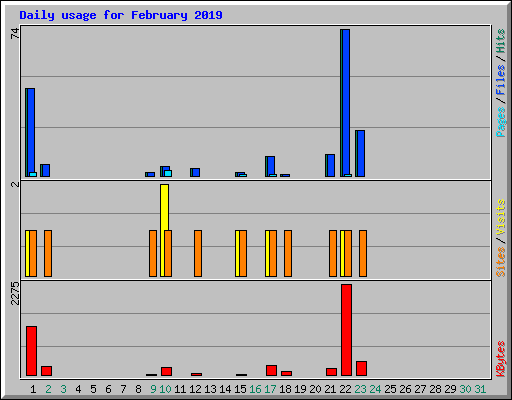 Daily usage for February 2019
74
Pages / Files / Hits
2
Sites / Visits
2275
KBytes
1 2 3 4 5 6 7 8 9 10 11 12 13 14 15 16 17 18 19 20 21 22 23 24 25 26 27 28 29 30 31